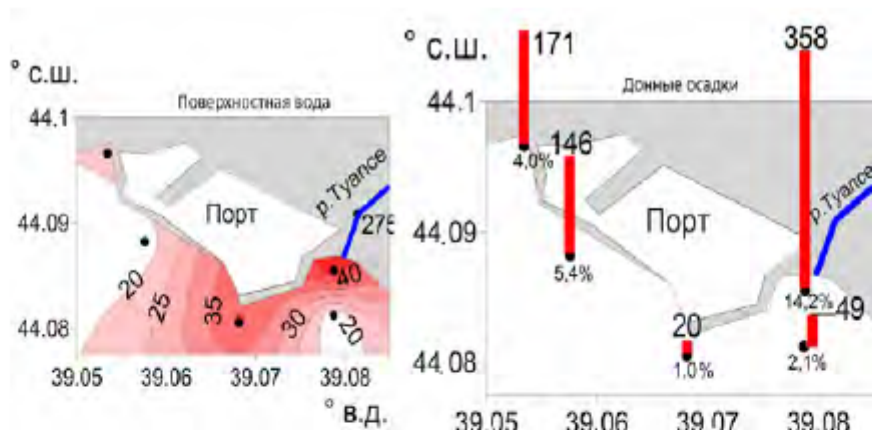 ° с.ш.
Поверхностная вода
44.1
44.09
44.08
р.Туапсе
Порт
275
40
20
25
35
30
20
39.05 39.06 39.07 39.08
° в.д.
° с.ш.
171
358
Донные осадки
44.1
146
4,0%
р.Туапсе
Порт
44.09
5,4%
14,2%
49
20
44.08
1,0%
2,1%
39.05 39.06 39.07 39.08